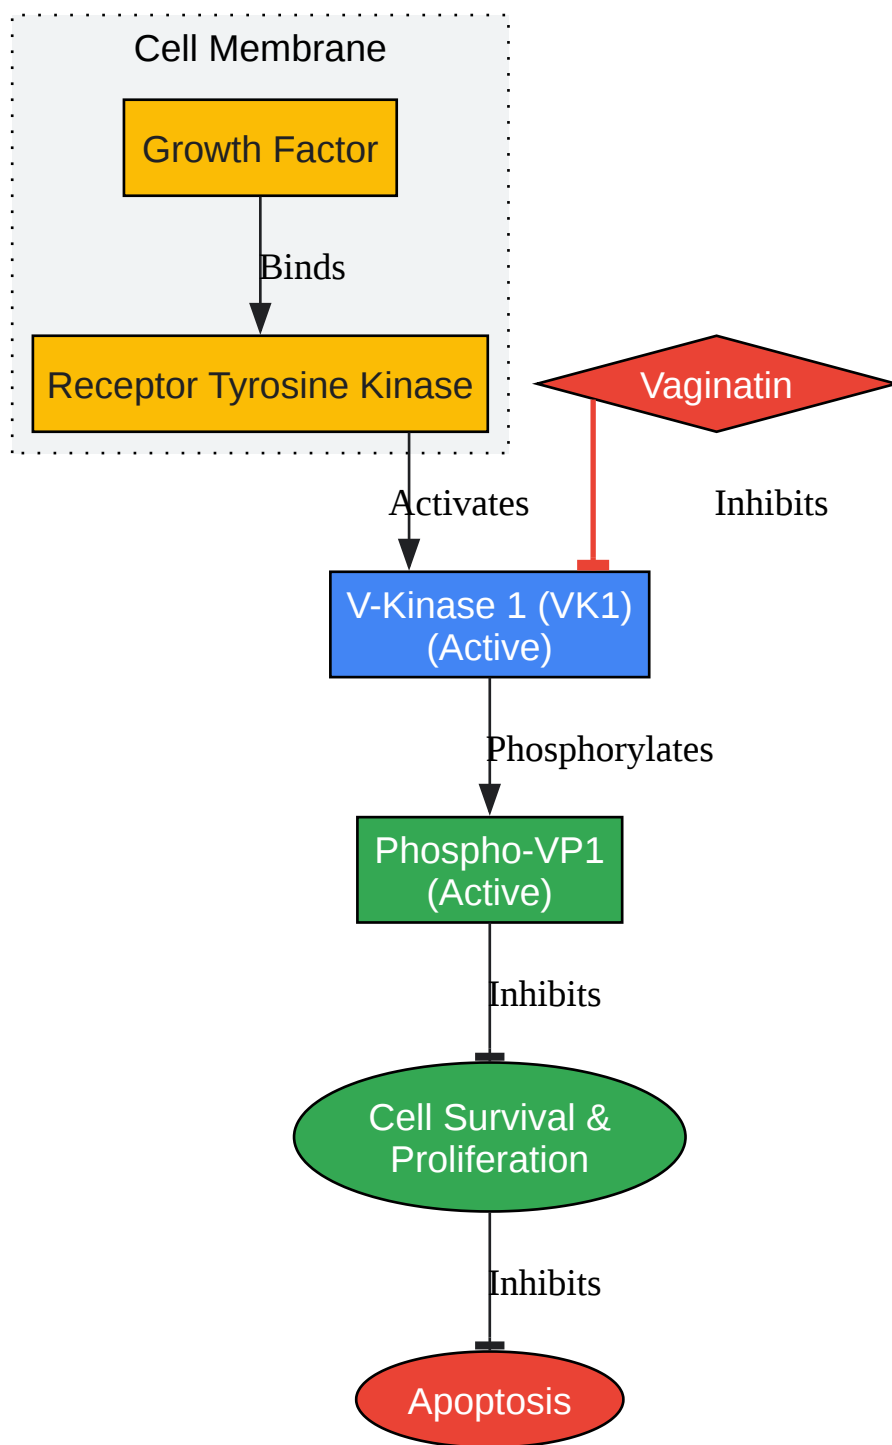 Cell Membrane
Growth Factor
Binds
Receptor Tyrosine Kinase
Vaginatin
Activates
Inhibits
V-Kinase 1 (VK1)
(Active)
Phosphorylates
Phospho-VP1
(Active)
Inhibits
Cell Survival &
Proliferation
Inhibits
Apoptosis